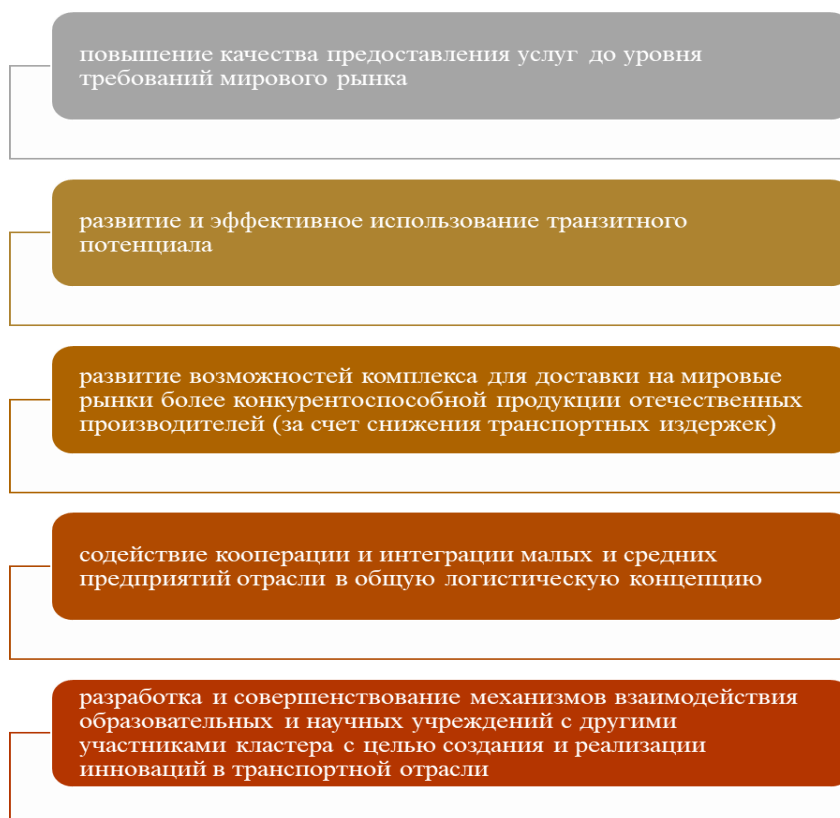 повышение качества предоставления услуг до уровня
требований мирового рынка
развитие и эффективное использование транзитного
потенциала
развитие возможностей комплекса для доставки на мировые
рынки более конкурентоспособной продукции отечественных
производителей (за счет снижения транспортных издержек)
содействие кооперации и интеграции малых и средних
предприятий отрасли в общую логистическую концепцию
разработка и совершенствование механизмов взаимодействия
образовательных и научных учреждений с другими
участниками кластера с целью создания и реализации
инноваций в транспортной отрасли